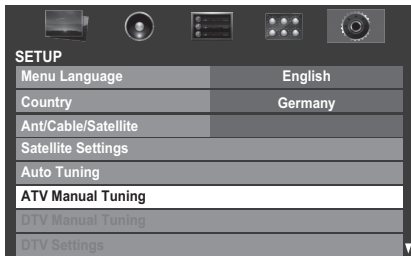 SETUP
Menu Language English
Country Germany
Ant/Cable/Satellite
Satellite Settings
Auto Tuning
ATV Manual Tuning
DTV Manual Tuning
DTV Settings